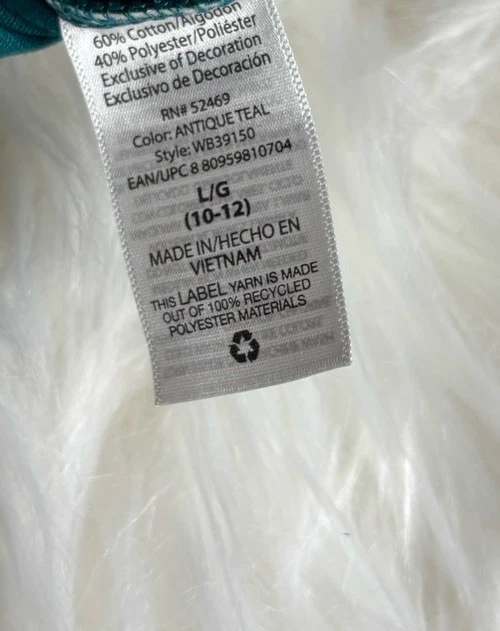 60% Cotton/Algodón
40% Polyester/Poliéster
Exclusive of Decoration
Exclusivo de Decoración
RN# 52469
Color: ANTIQUE TEAL
Style: WB39150
EAN/UPC 8 80959810704
L/G
(10-12)
MADE IN/HECHO EN
VIETNAM
THIS LABEL YARN IS MADE
OUT OF 100% RECYCLED
POLYESTER MATERIALS